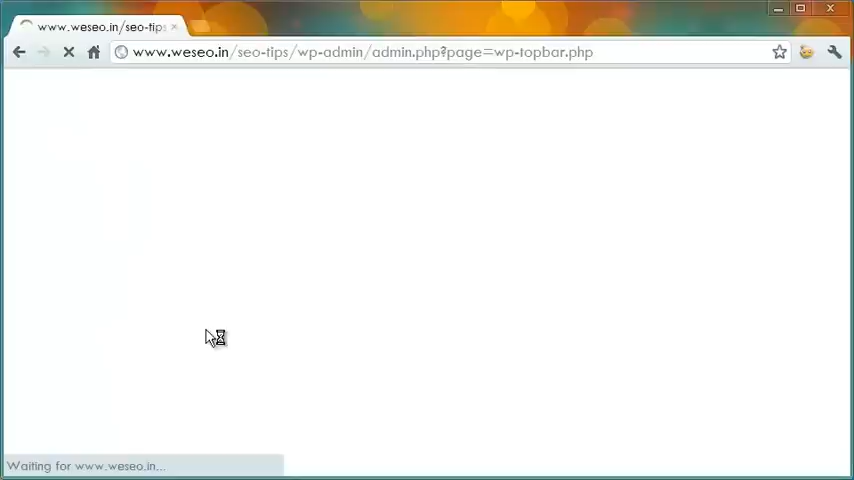 www.weseo.in/seo-tips
www.weseo.in/seo-tips/wp-admin/admin.php?page=wp-topbar.php
Waiting for www.weseo.in...